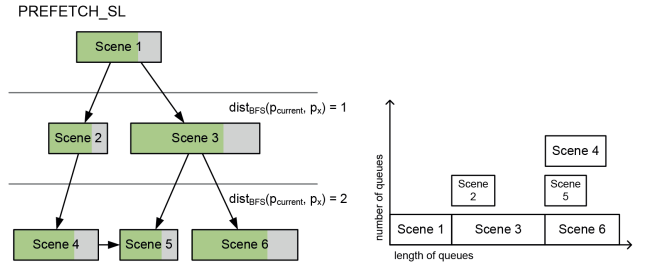 PREFETCH_SL
Scene 1
dist_BFS(p_current, p_x) = 1
Scene 2
Scene 3
dist_BFS(p_current, p_x) = 2
Scene 4
Scene 5
Scene 6
number of queues
Scene 4
Scene
2
Scene
5
Scene 1
Scene 3
Scene 6
length of queues